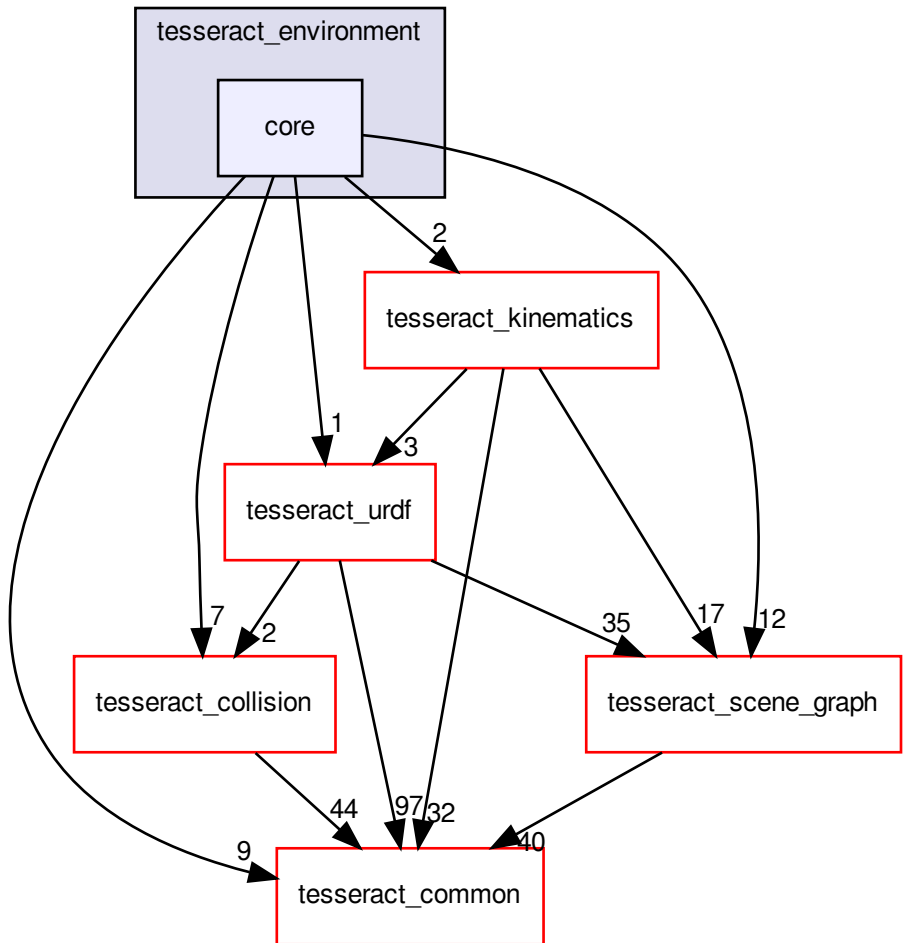 tesseract_environment
core
2
tesseract_kinematics
1
3
tesseract_urdf
7
2
35
17
12
tesseract_collision
tesseract_scene_graph
44
97
32
40
9
tesseract_common